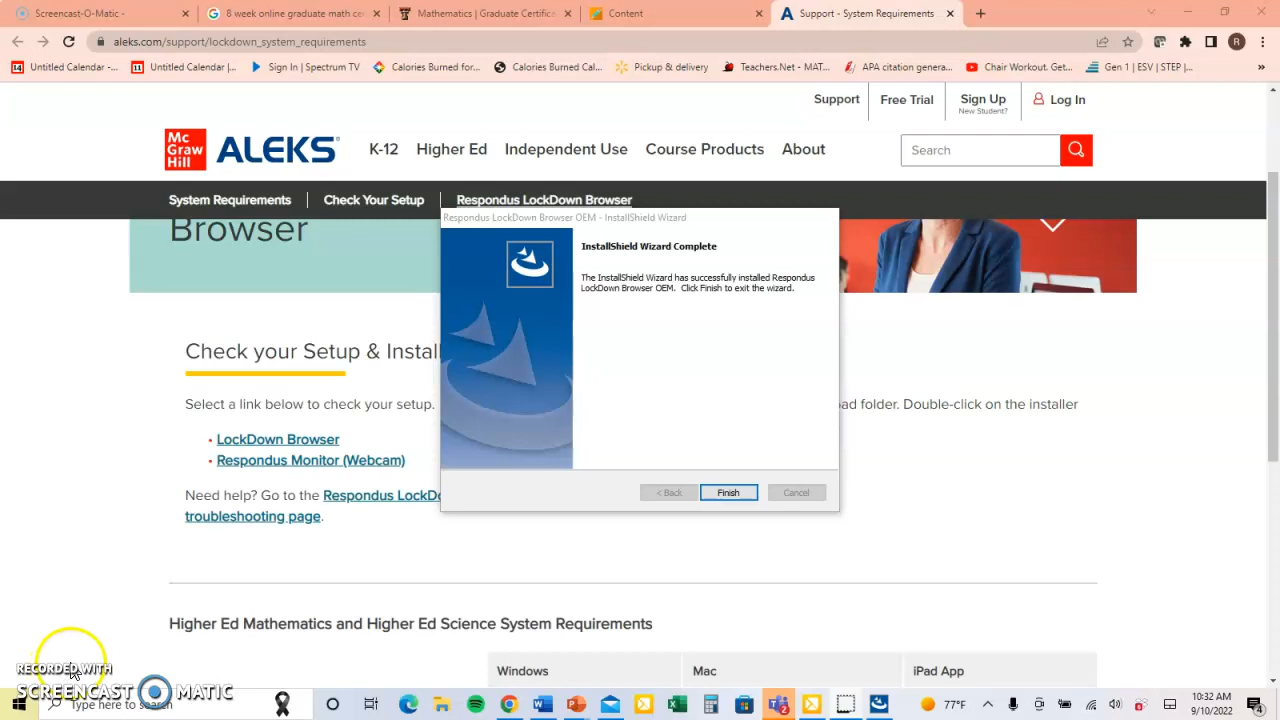 Screencast-O-Matic
8 week online graduate math ce
Mathematics | Graduate Certifica
Content
Support - System Requirements
aleks.com/support/lockdown_system_requirements
R
14 Untitled Calendar -...
11 Untitled Calendar |...
Sign In | Spectrum TV
Calories Burned for...
Calories Burned Cal...
Pickup & delivery
Teachers.Net - MAT...
APA citation genera...
Chair Workout. Get...
Gen 1 | ESV | STEP |...
Support
Free Trial
Sign Up
New Student?
Log In
Mc
Graw
Hill
ALEKS®
K-12
Higher Ed
Independent Use
Course Products
About
Search
System Requirements
Check Your Setup
Respondus LockDown Browser
Browser
Respondus LockDown Browser OEM - InstallShield Wizard
InstallShield Wizard Complete
The InstallShield Wizard has successfully installed Respondus
LockDown Browser OEM. Click Finish to exit the wizard.
< Back
Finish
Cancel
Check your Setup & Instal
Select a link below to check your setup.
ad folder. Double-click on the installer
• LockDown Browser
• Respondus Monitor (Webcam)
Need help? Go to the Respondus LockDo
troubleshooting page.
Higher Ed Mathematics and Higher Ed Science System Requirements
Windows
Mac
iPad App
RECORDED WITH
SCREENCAST MATIC
Type here to search
77°F
10:32 AM
9/10/2022